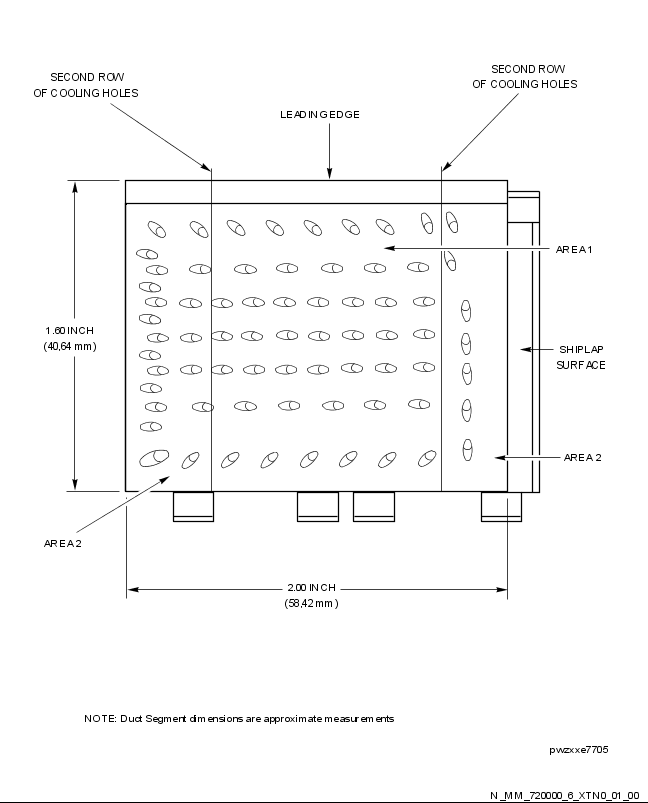 SECOND ROW
OF COOLING HOLES
SECOND ROW
OF COOLING HOLES
LEADING EDGE
AREA 1
1.60 INCH
(40,64 mm)
SHIPLAP
SURFACE
AREA 2
AREA 2
2.00 INCH
(58,42 mm)
NOTE: Duct Segment dimensions are approximate measurements
pwzxxe7705
N_MM_720000_6_XTN0_01_00